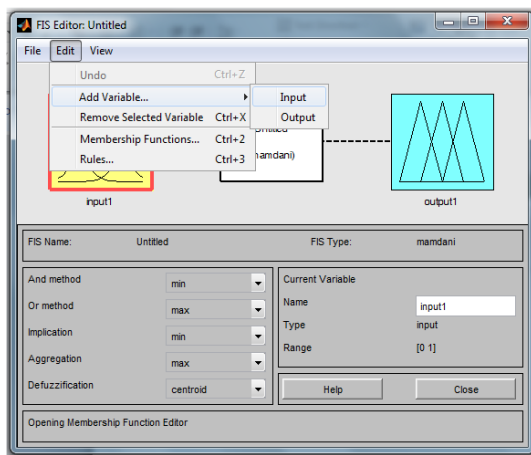 FIS Editor: Untitled
File Edit View
Undo Ctrl+Z
Add Variable... Input
Remove Selected Variable Ctrl+X Output
Membership Functions... Ctrl+2
Rules... Ctrl+3
Untitled
mamdani)
input1 output1
FIS Name: Untitled FIS Type: mamdani
And method min Current Variable
Or method max Name input1
Implication min Type input
Aggregation max Range [0 1]
Defuzzification centroid Help Close
Opening Membership Function Editor